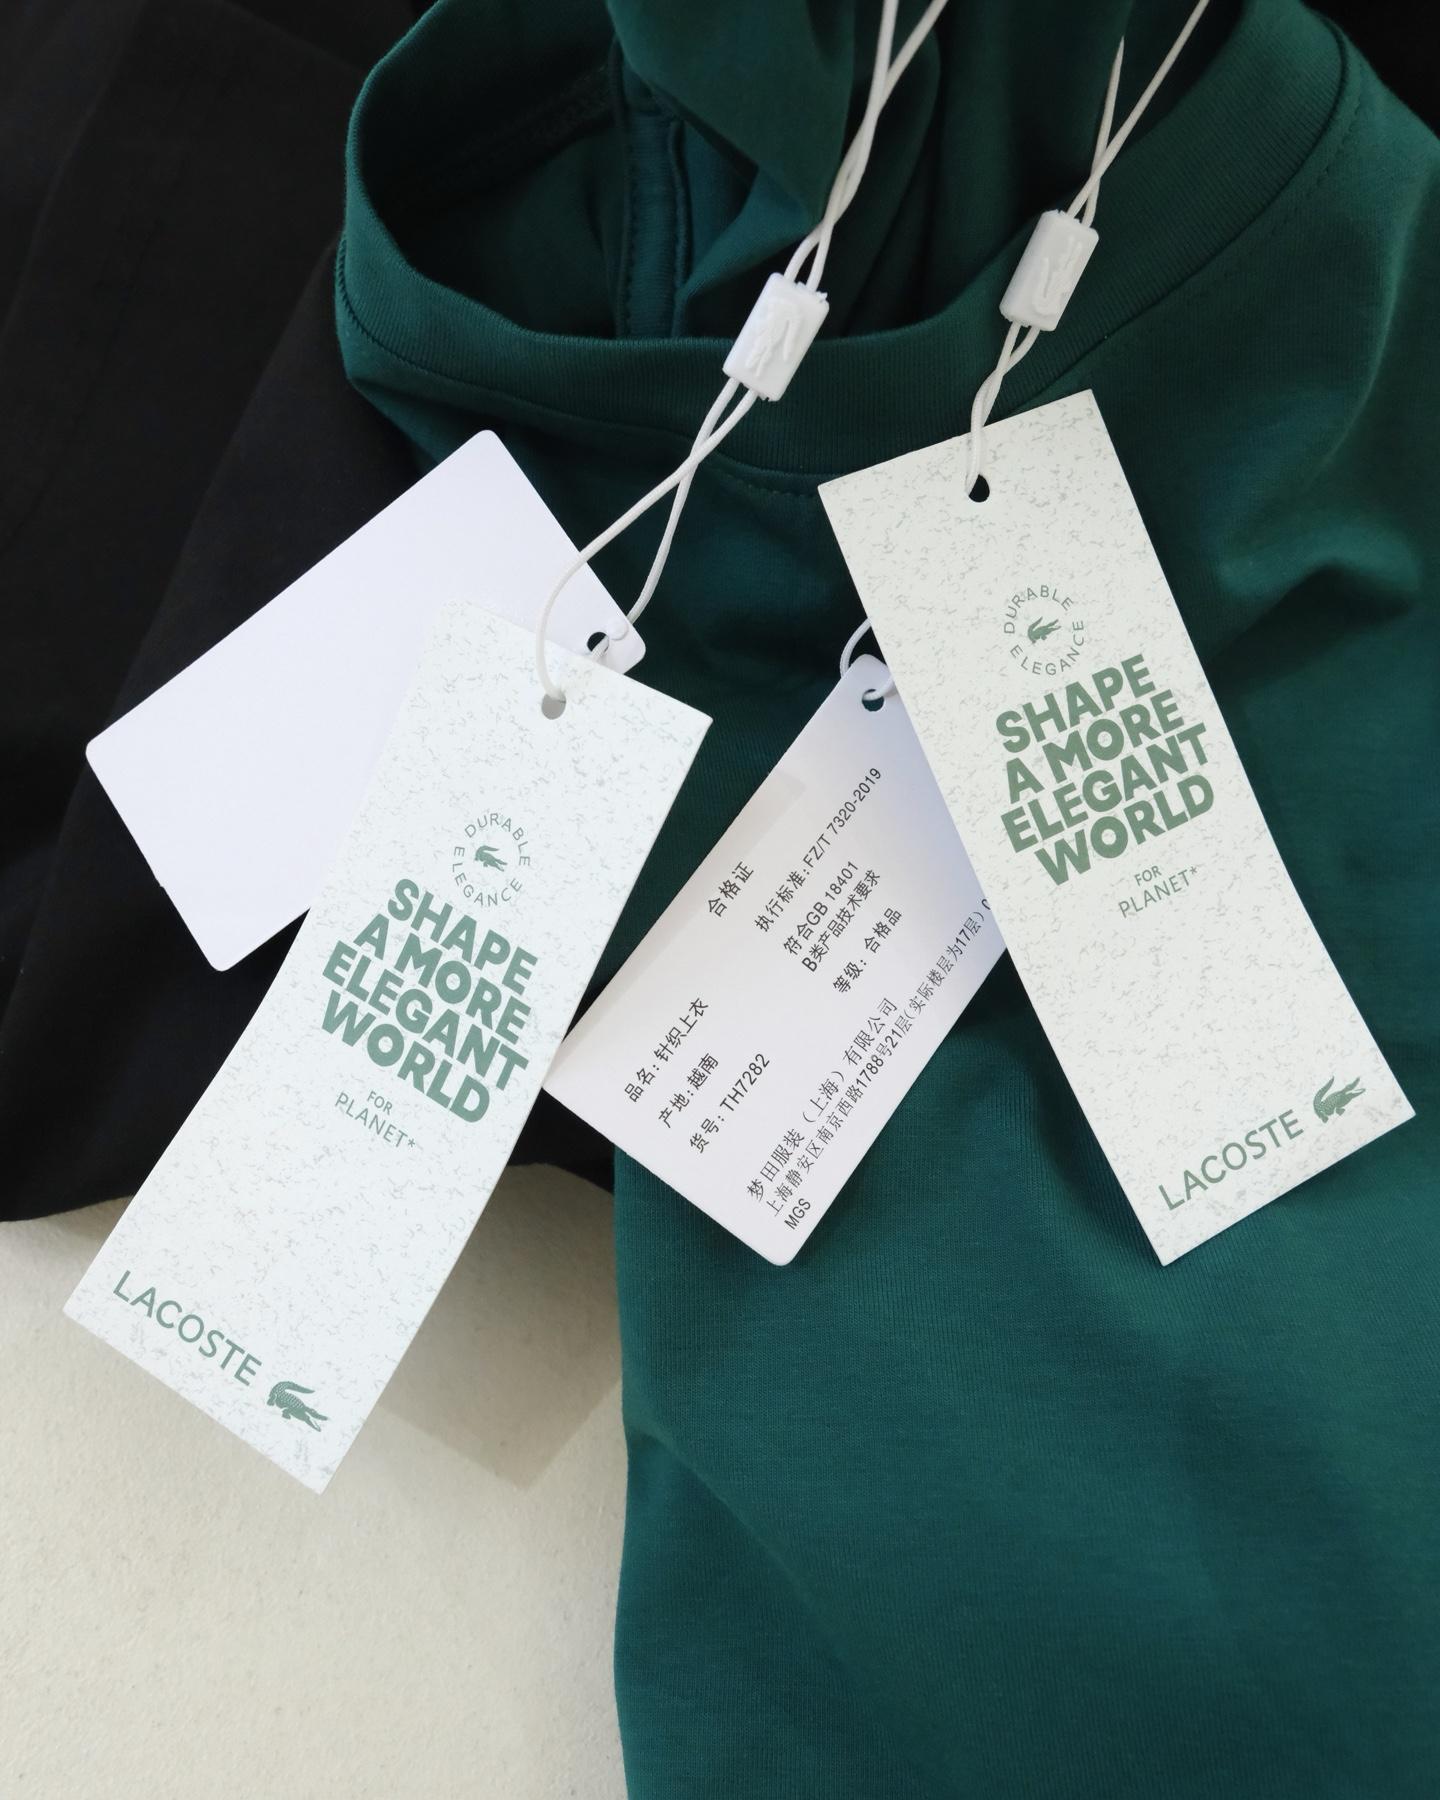 DURABLE ELEGANCE
SHAPE
A MORE
ELEGANT
WORLD
FOR
PLANET*
LACOSTE
合格证
执行标准：FZ/T 7320-2019
符合GB 18401
B类产品技术要求
等级：合格品
品名：针织上衣
产地：越南
货号：TH7282
梦田服装（上海）有限公司
上海静安区南京西路1788号21层（实际楼层为17层）
MGS
DURABLE ELEGANCE
SHAPE
A MORE
ELEGANT
WORLD
FOR
PLANET*
LACOSTE